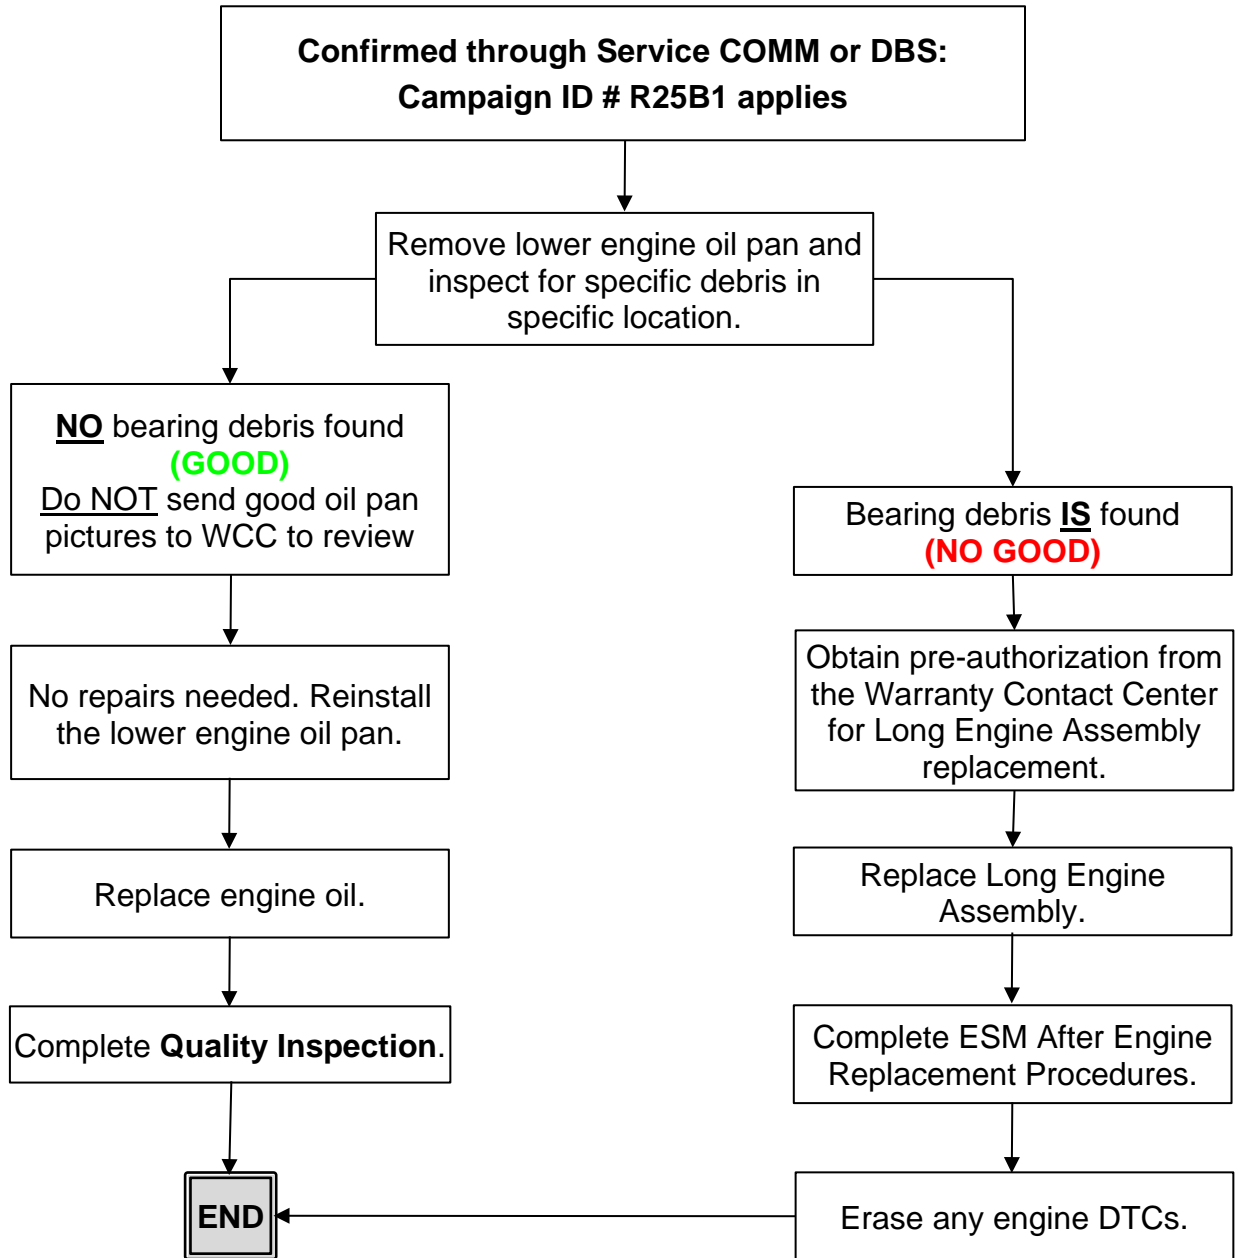 Confirmed through Service COMM or DBS:
Campaign ID # R25B1 applies
Remove lower engine oil pan and
inspect for specific debris in
specific location.
NO bearing debris found
(GOOD)
Do NOT send good oil pan
pictures to WCC to review
No repairs needed. Reinstall
the lower engine oil pan.
Replace engine oil.
Complete Quality Inspection.
Bearing debris IS found
(NO GOOD)
Obtain pre-authorization from
the Warranty Contact Center
for Long Engine Assembly
replacement.
Replace Long Engine
Assembly.
Complete ESM After Engine
Replacement Procedures.
Erase any engine DTCs.
END